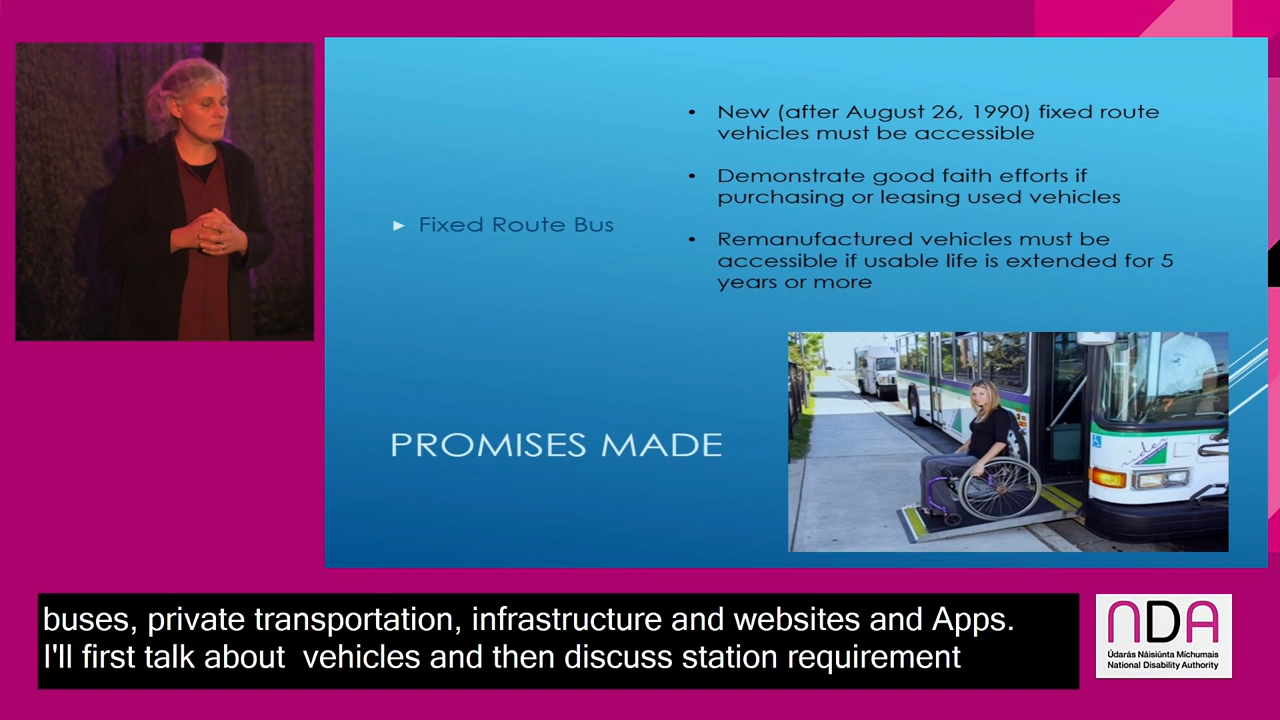 • New (after August 26, 1990) fixed route
vehicles must be accessible
• Demonstrate good faith efforts if
purchasing or leasing used vehicles
• Remanufactured vehicles must be
accessible if usable life is extended for 5
years or more
► Fixed Route Bus
PROMISES MADE
buses, private transportation, infrastructure and websites and Apps.
I'll first talk about  vehicles and then discuss station requirement
NDA
Údarás Náisiúnta Míchumais
National Disability Authority